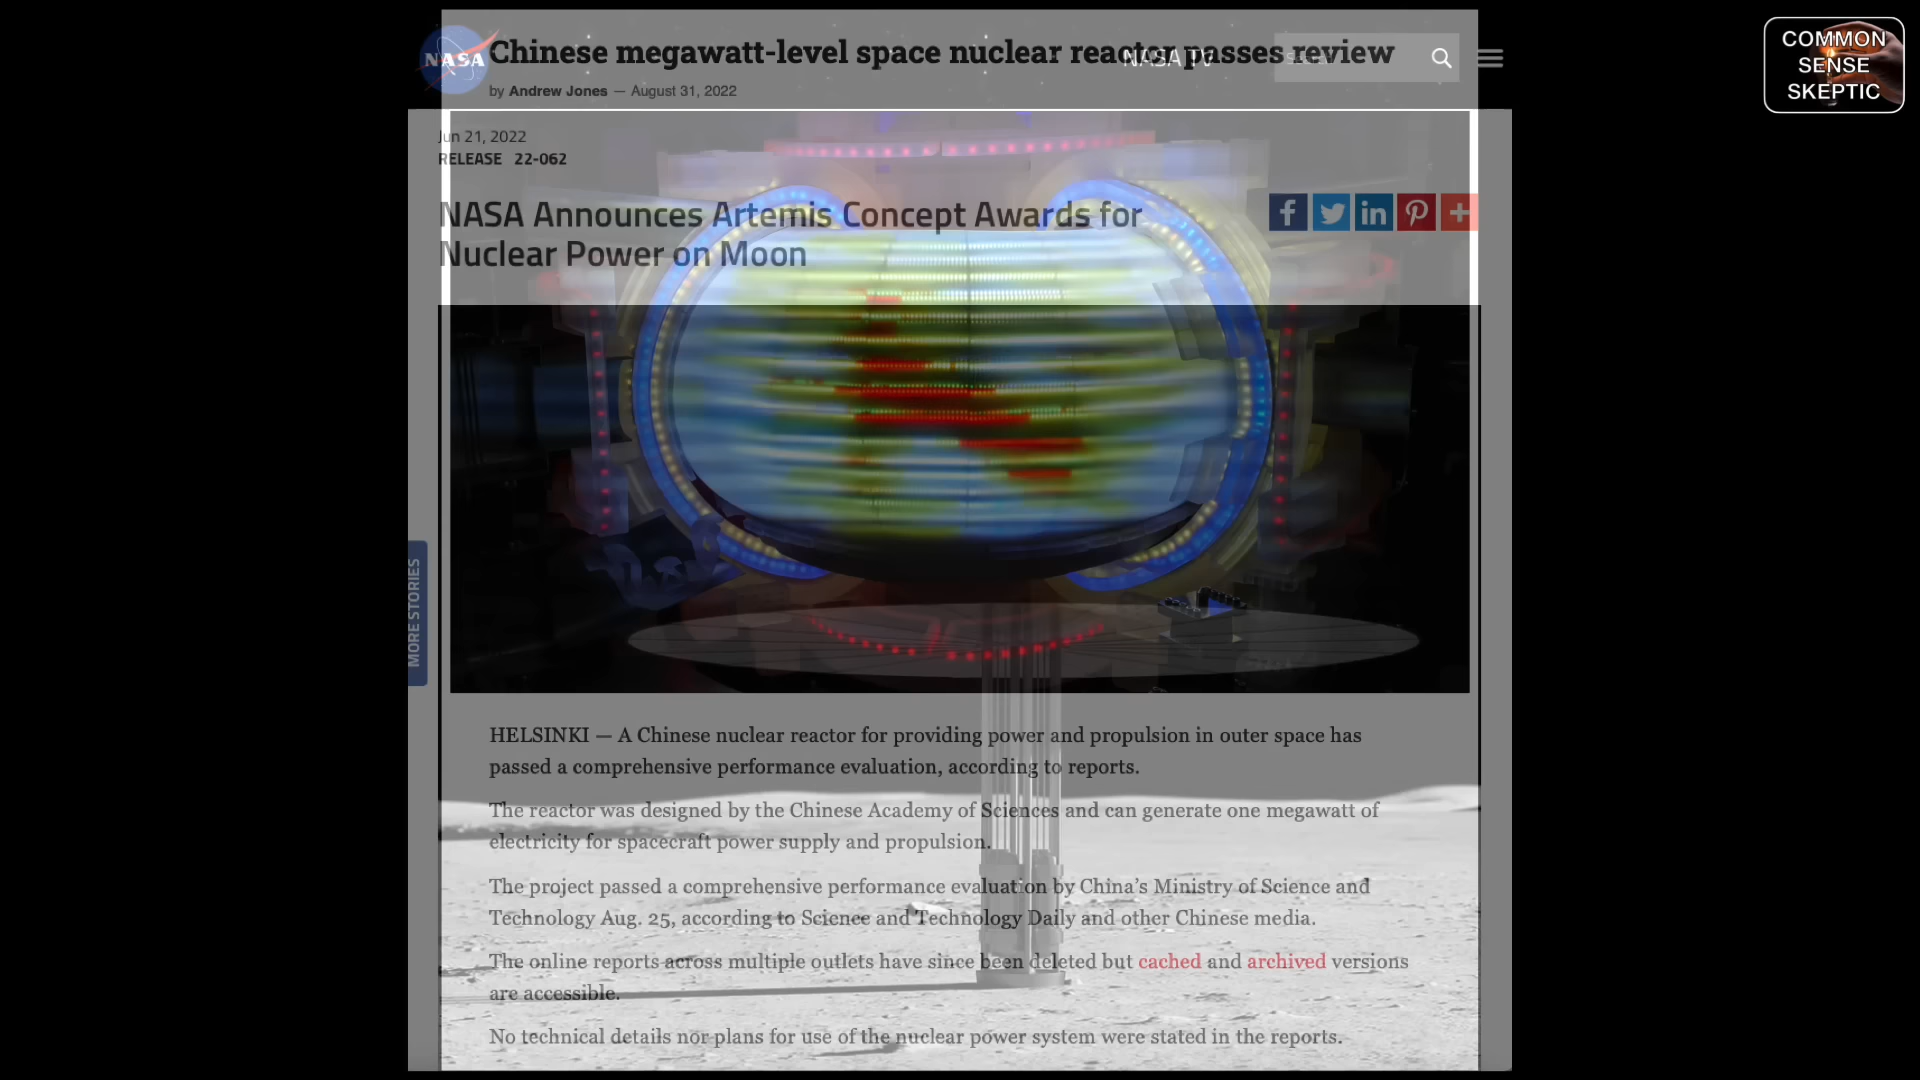 NASA
Chinese megawatt-level space nuclear reactor passes review
NASA TV
by Andrew Jones — August 31, 2022
COMMON
SENSE
SKEPTIC
Jun 21, 2022
RELEASE 22-062
NASA Announces Artemis Concept Awards for
Nuclear Power on Moon
MORE STORIES
HELSINKI — A Chinese nuclear reactor for providing power and propulsion in outer space has
passed a comprehensive performance evaluation, according to reports.
The reactor was designed by the Chinese Academy of Sciences and can generate one megawatt of
electricity for spacecraft power supply and propulsion.
The project passed a comprehensive performance evaluation by China’s Ministry of Science and
Technology Aug. 25, according to Science and Technology Daily and other Chinese media.
The online reports across multiple outlets have since been deleted but cached and archived versions
are accessible.
No technical details nor plans for use of the nuclear power system were stated in the reports.